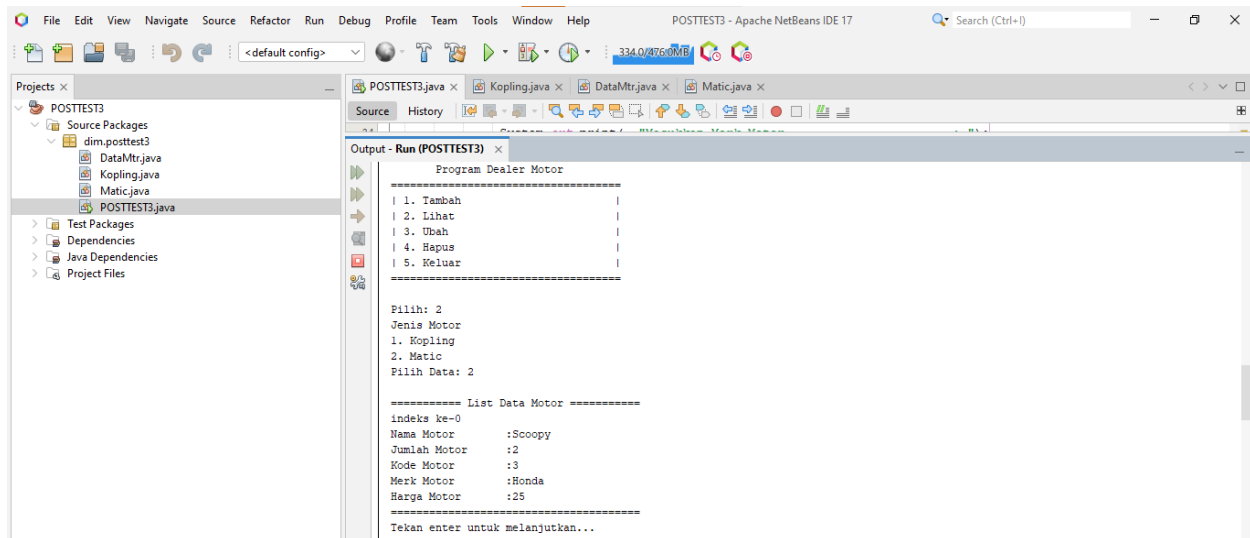 File Edit View Navigate Source Refactor Run Debug Profile Team Tools Window Help POSTTEST3 - Apache NetBeans IDE 17 Search (Ctrl+I)
<default config> 334.0/476.0MB
Projects
POSTTEST3.java Kopling.java DataMtr.java Matic.java
POSTTEST3
Source Packages
dim.posttest3
DataMtr.java
Kopling.java
Matic.java
POSTTEST3.java
Test Packages
Dependencies
Java Dependencies
Project Files
Source History
Output - Run (POSTTEST3)
Program Dealer Motor
=====================================
| 1. Tambah |
| 2. Lihat |
| 3. Ubah |
| 4. Hapus |
| 5. Keluar |
=====================================
Pilih: 2
Jenis Motor
1. Kopling
2. Matic
Pilih Data: 2
=========== List Data Motor ===========
indeks ke-0
Nama Motor :Scoopy
Jumlah Motor :2
Kode Motor :3
Merk Motor :Honda
Harga Motor :25
========================================
Tekan enter untuk melanjutkan...